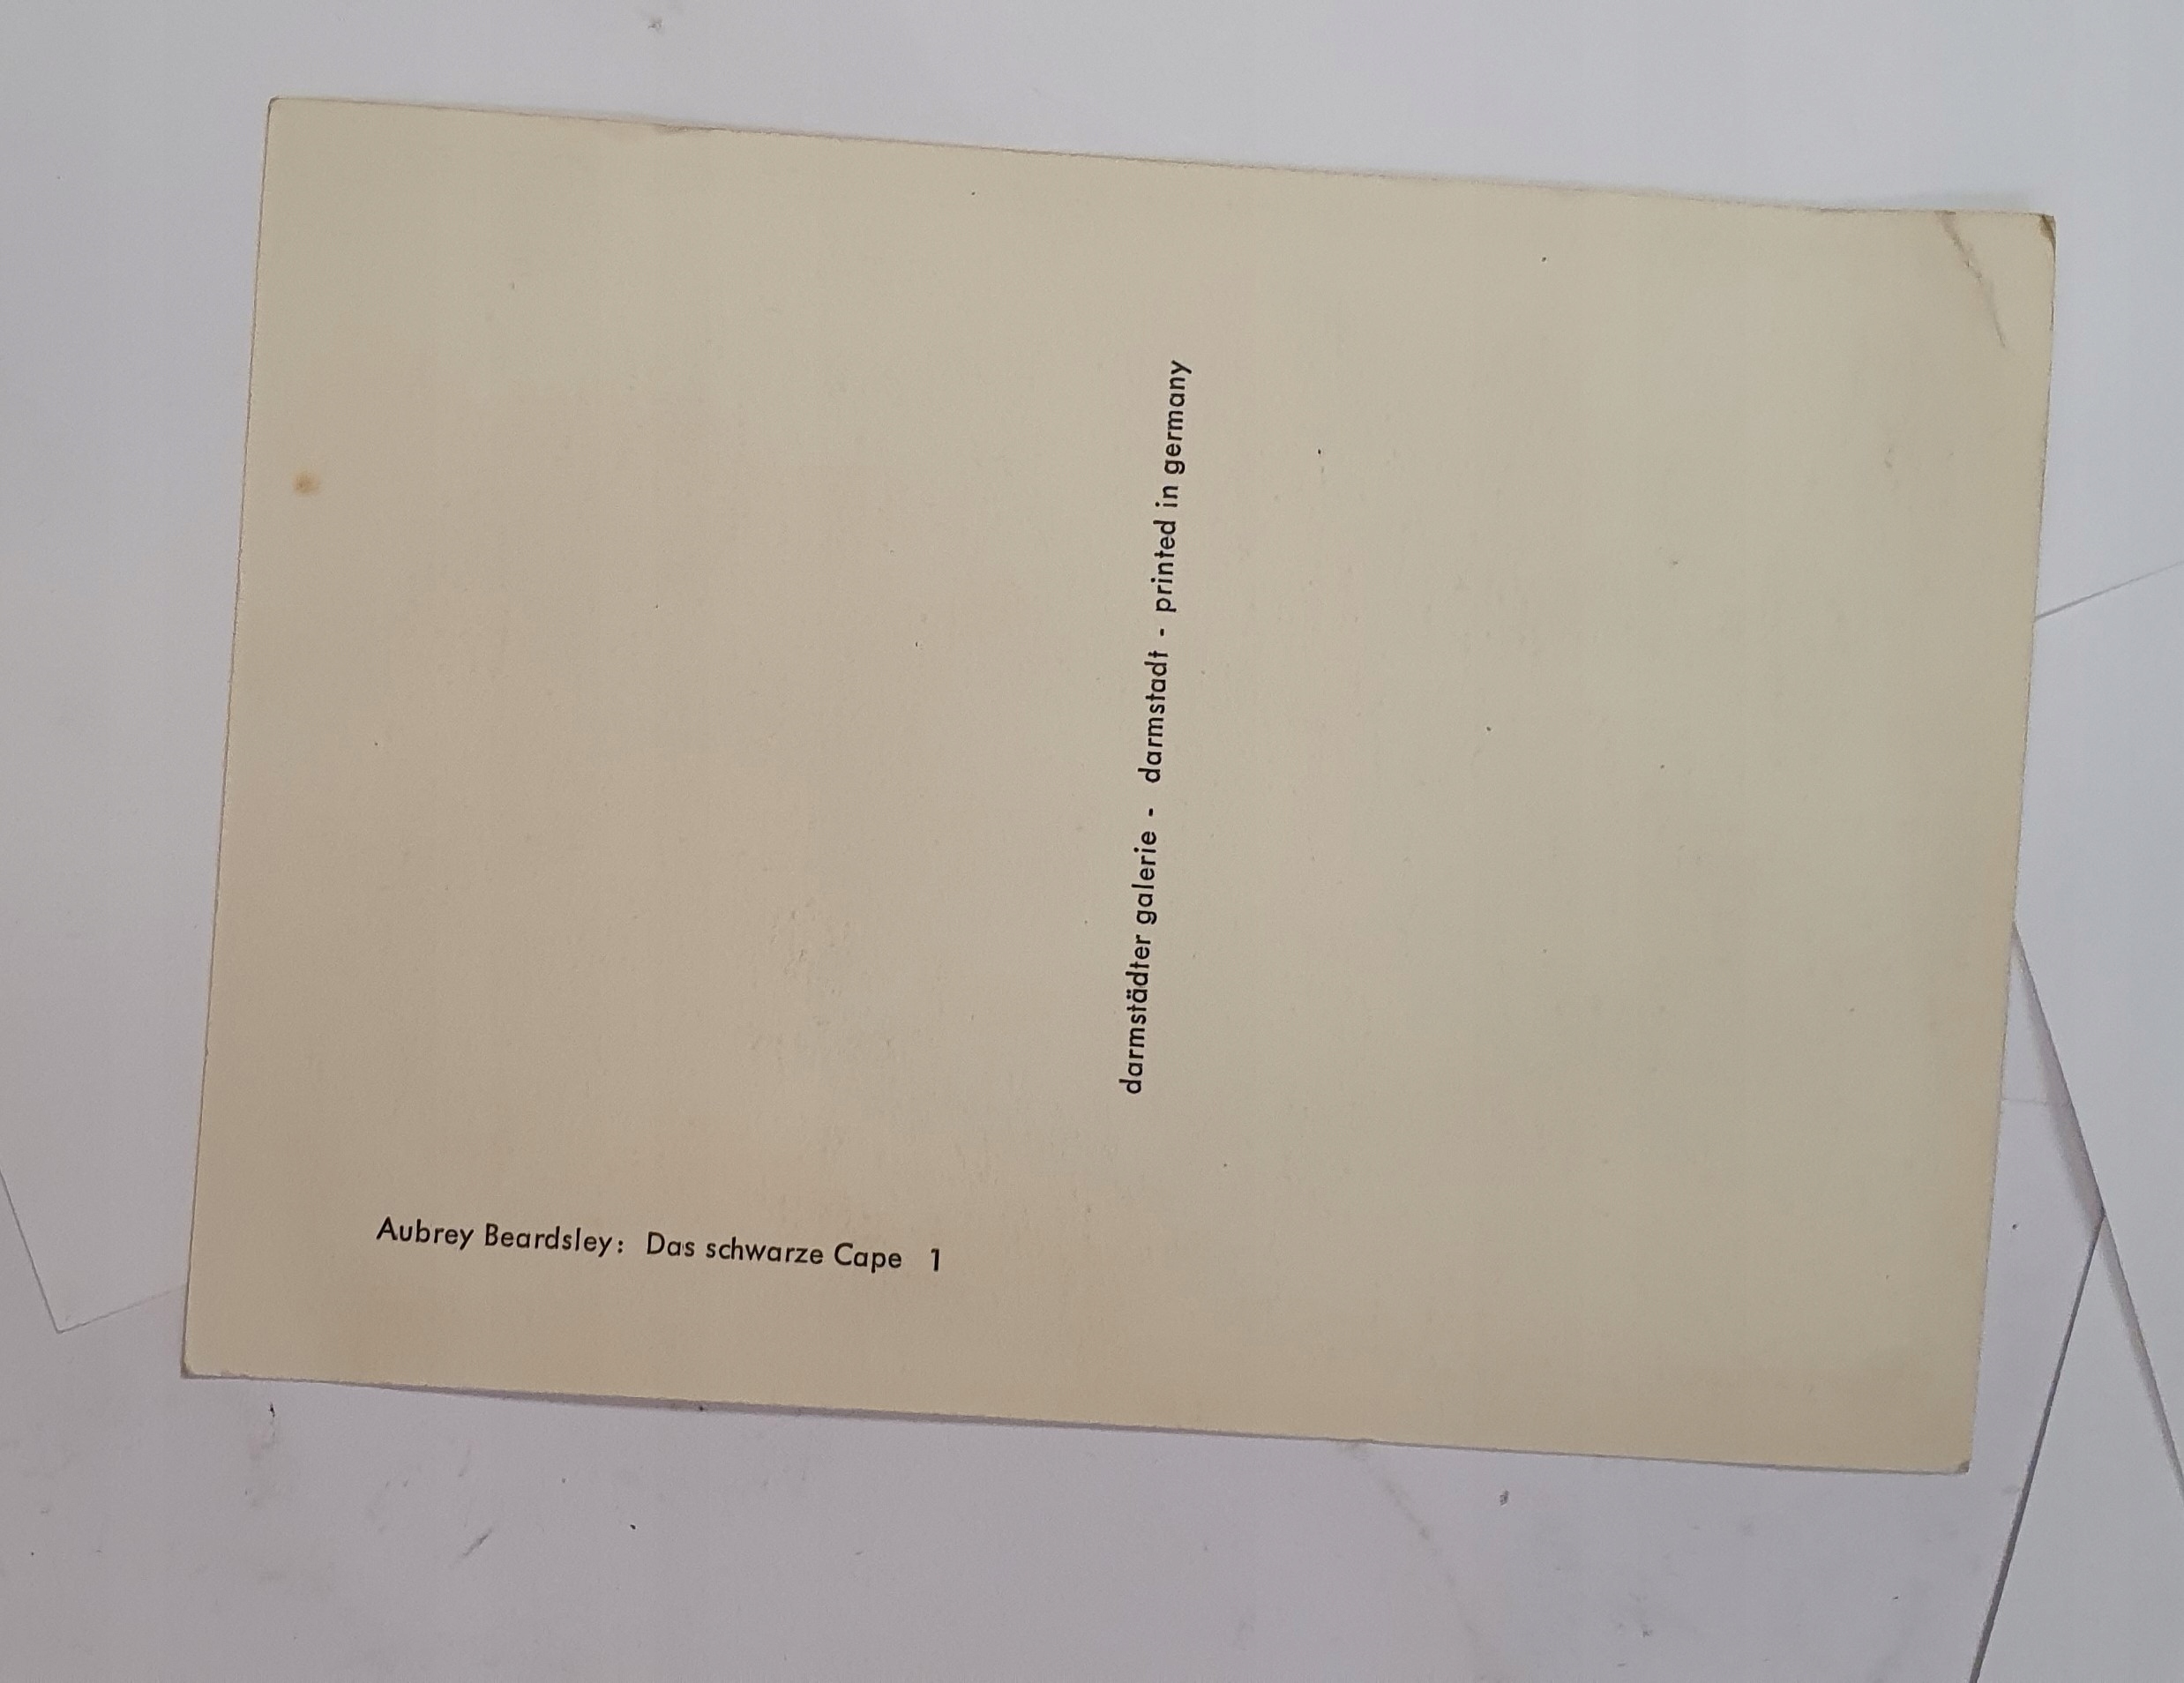 darmstädter galerie - darmstadt - printed in germany
Aubrey Beardsley: Das schwarze Cape 1